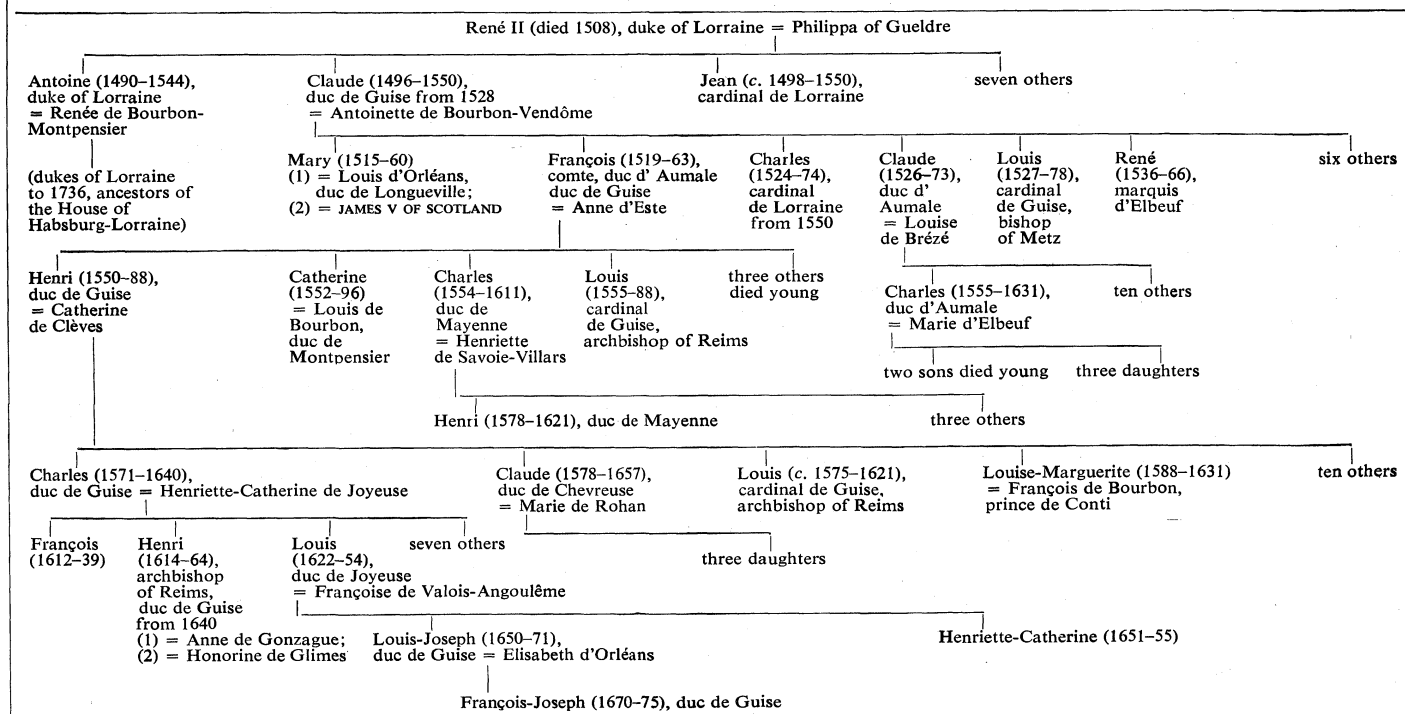 René II (died 1508), duke of Lorraine = Philippa of Gueldre
Antoine (1490–1544),
duke of Lorraine
= Renée de Bourbon-
Montpensier
Claude (1496–1550),
duc de Guise from 1528
= Antoinette de Bourbon-Vendôme
Jean (c. 1498–1550),
cardinal de Lorraine
seven others
(dukes of Lorraine
to 1736, ancestors of
the House of
Habsburg-Lorraine)
Mary (1515–60)
(1) = Louis d'Orléans,
duc de Longueville;
(2) = JAMES V OF SCOTLAND
François (1519–63),
comte, duc d' Aumale
duc de Guise
= Anne d'Este
Charles
(1524–74),
cardinal
de Lorraine
from 1550
Claude
(1526–73),
duc d'
Aumale
= Louise
de Brézé
Louis
(1527–78),
cardinal
de Guise,
bishop
of Metz
René
(1536–66),
marquis
d'Elbeuf
six others
Henri (1550–88),
duc de Guise
= Catherine
de Clèves
Catherine
(1552–96)
= Louis de
Bourbon,
duc de
Montpensier
Charles
(1554–1611),
duc de
Mayenne
= Henriette
de Savoie-Villars
Louis
(1555–88),
cardinal
de Guise,
archbishop of Reims
three others
died young
Charles (1555–1631),
duc d'Aumale
= Marie d'Elbeuf
ten others
two sons died young
three daughters
Henri (1578–1621), duc de Mayenne
three others
Charles (1571–1640),
duc de Guise = Henriette-Catherine de Joyeuse
Claude (1578–1657),
duc de Chevreuse
= Marie de Rohan
Louis (c. 1575–1621),
cardinal de Guise,
archbishop of Reims
Louise-Marguerite (1588–1631)
= François de Bourbon,
prince de Conti
ten others
François
(1612–39)
Henri
(1614–64),
archbishop
of Reims,
duc de Guise
from 1640
(1) = Anne de Gonzague;
(2) = Honorine de Glimes
Louis
(1622–54),
duc de Joyeuse
= Françoise de Valois-Angoulême
seven others
three daughters
Louis-Joseph (1650–71),
duc de Guise = Elisabeth d'Orléans
Henriette-Catherine (1651–55)
François-Joseph (1670–75), duc de Guise